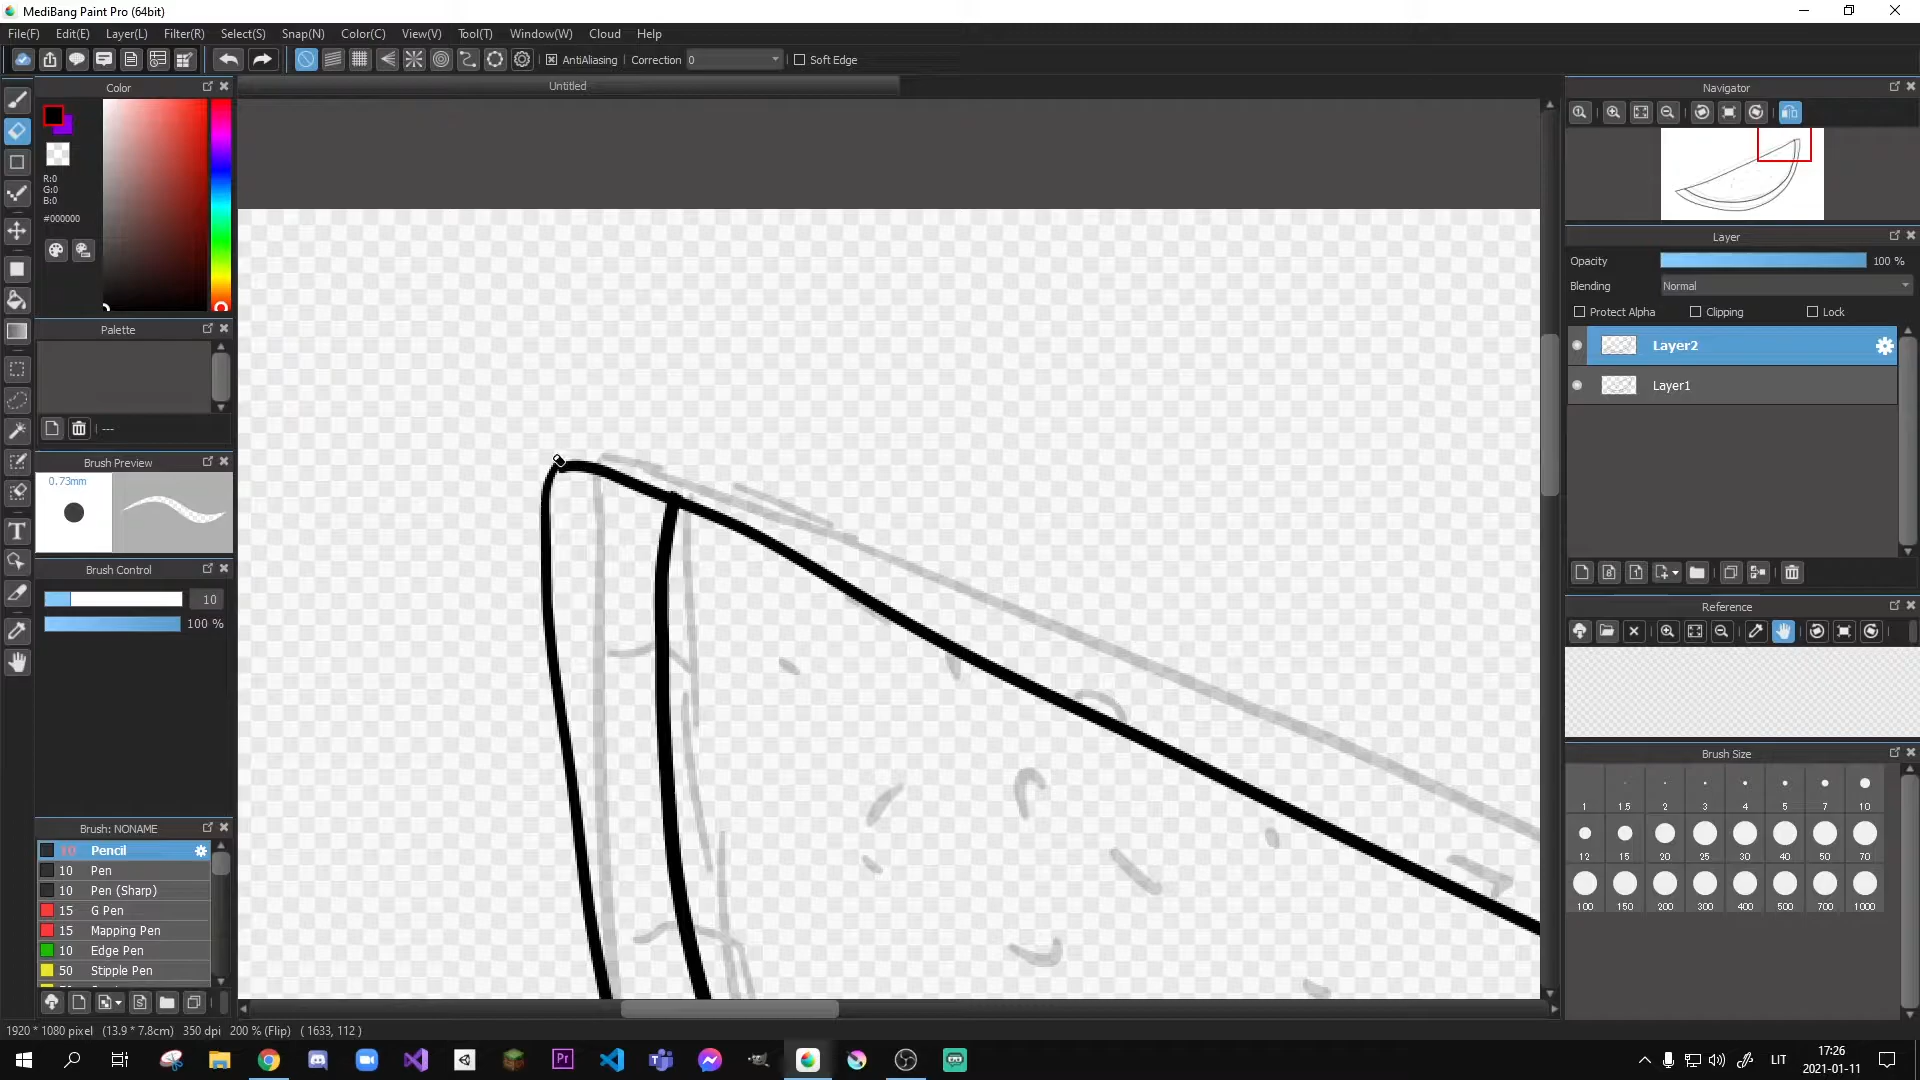 MediBang Paint Pro (64bit)
File(F) Edit(E) Layer(L) Filter(R) Select(S) Snap(N) Color(C) View(V) Tool(T) Window(W) Cloud Help
AntiAliasing Correction 0 Soft Edge
Color
Untitled
Navigator
R:0
G:0
B:0
#000000
Layer
Opacity 100 %
Blending Normal
Protect Alpha Clipping Lock
Palette
Layer2
Layer1
---
Brush Preview
0.73mm
Brush Control
10
100 %
Reference
Brush Size
1 1.5 2 3 4 5 7 10
12 15 20 25 30 40 50 70
100 150 200 300 400 500 700 1000
Brush: NONAME
10 Pencil
10 Pen
10 Pen (Sharp)
15 G Pen
15 Mapping Pen
10 Edge Pen
50 Stipple Pen
1920 * 1080 pixel (13.9 * 7.8cm) 350 dpi 200 % (Flip) ( 1633, 112 )
Pr
LIT
17:26
2021-01-11